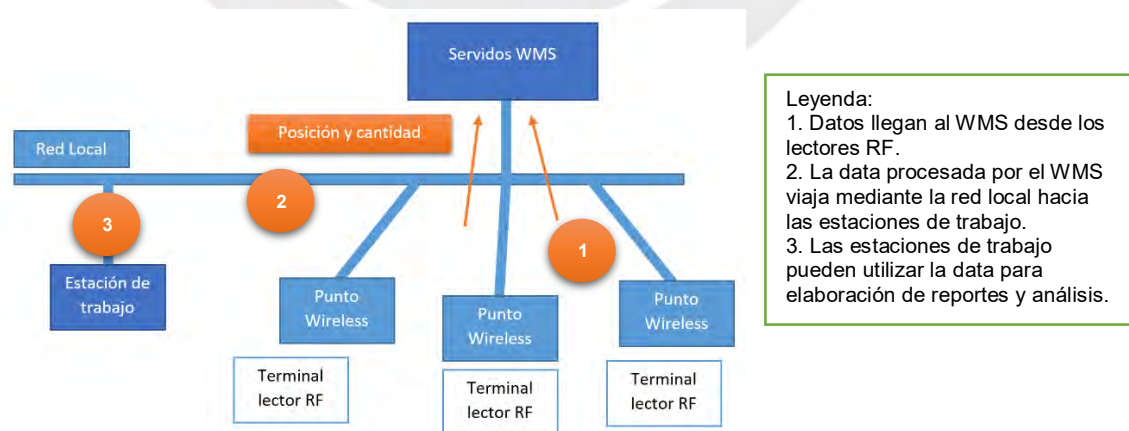 Servidos WMS
Posición y cantidad
Red Local
2
3
1
Estación de
trabajo
Punto
Wireless
Punto
Wireless
Punto
Wireless
Terminal
lector RF
Terminal
lector RF
Terminal
lector RF
Leyenda:
1. Datos llegan al WMS desde los
lectores RF.
2. La data procesada por el WMS
viaja mediante la red local hacia
las estaciones de trabajo.
3. Las estaciones de trabajo
pueden utilizar la data para
elaboración de reportes y análisis.